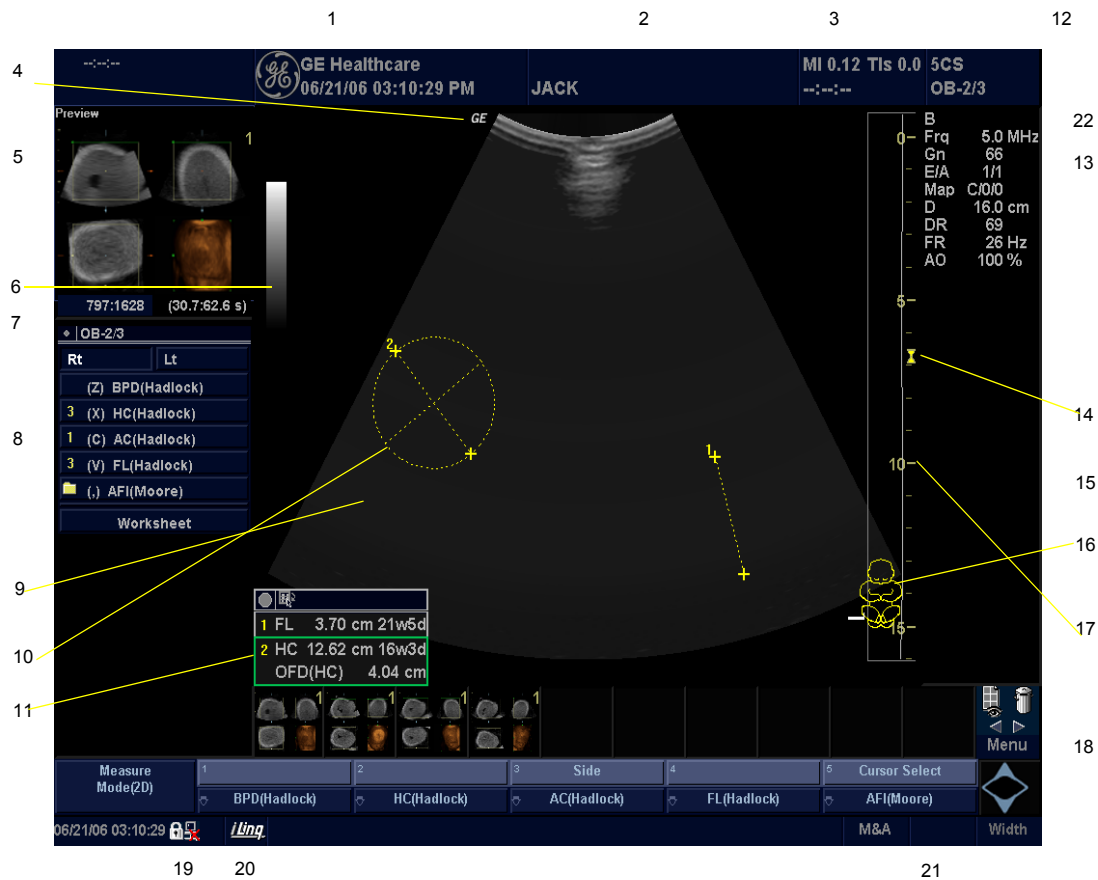 1 2 3 12
4
--:--:--
GE Healthcare
06/21/06 03:10:29 PM
JACK
MI 0.12 TIs 0.0
--:--:--
5CS
OB-2/3
GE
Preview
1
5
6
797:1628 (30.7:62.6 s)
7
OB-2/3
Rt Lt
(Z) BPD(Hadlock)
3 (X) HC(Hadlock)
8
1 (C) AC(Hadlock)
3 (V) FL(Hadlock)
(,) AFI(Moore)
Worksheet
9
10
11
2
1
0
5
10
15
B
Frq 5.0 MHz
Gn 66
E/A 1/1
Map C/0/0
D 16.0 cm
DR 69
FR 26 Hz
AO 100 %
22
13
14
15
16
17
18
1 FL 3.70 cm 21w5d
2 HC 12.62 cm 16w3d
OFD(HC) 4.04 cm
1 1 1 1
Menu
Measure
Mode(2D)
1 2 3 Side 4 5 Cursor Select
BPD(Hadlock) HC(Hadlock) AC(Hadlock) FL(Hadlock) AFI(Moore)
06/21/06 03:10:29
iLinq
M&A
Width
19 20 21